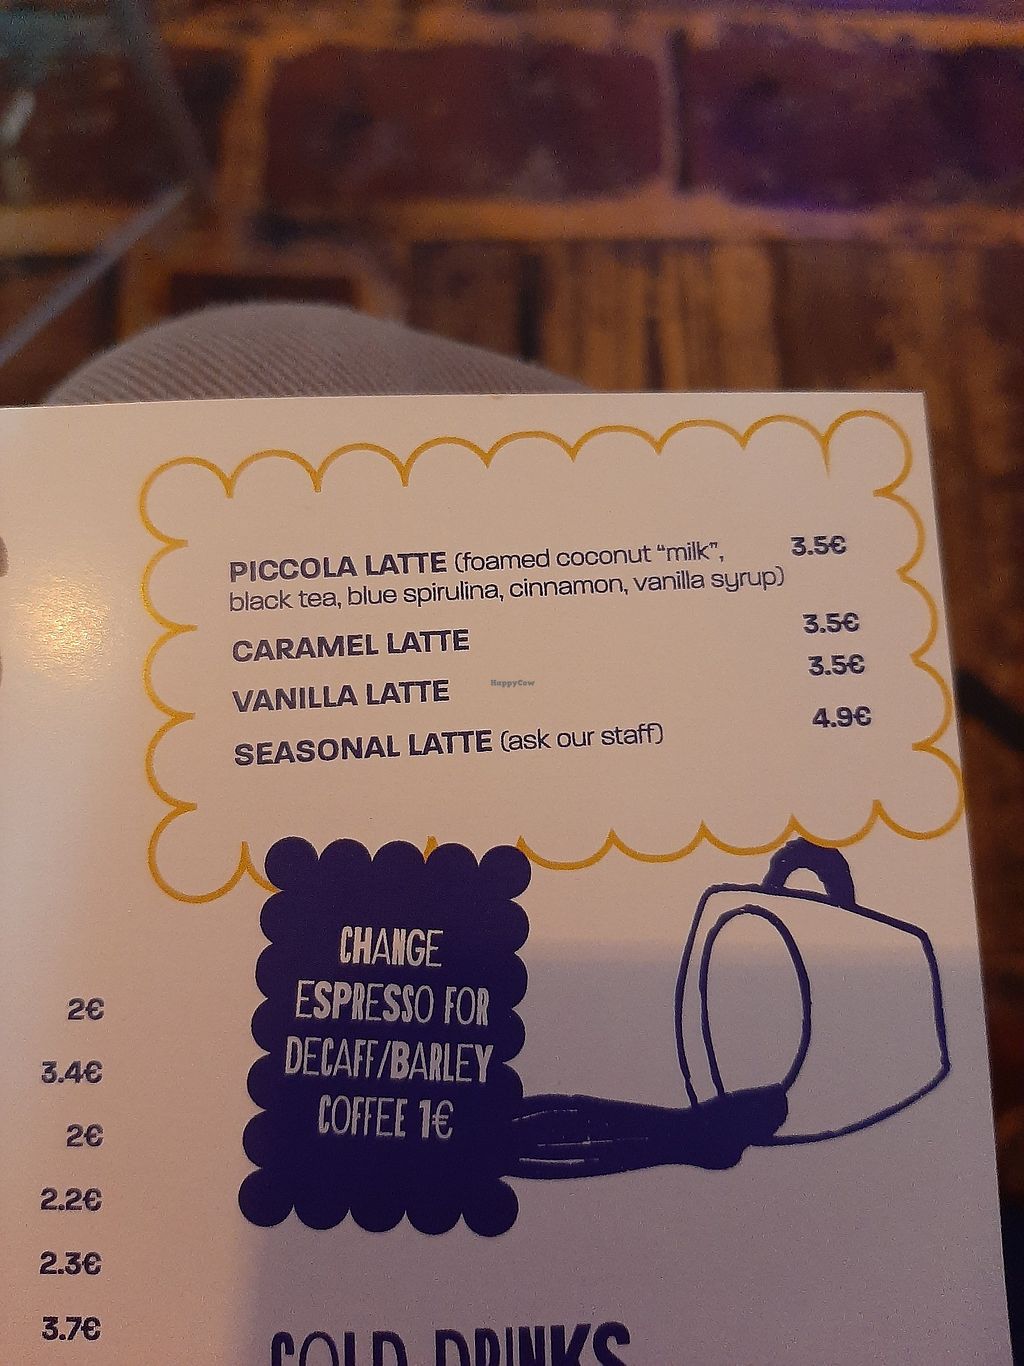 PICCOLA LATTE (foamed coconut “milk”, 3.5€
black tea, blue spirulina, cinnamon, vanilla syrup)
CARAMEL LATTE 3.5€
VANILLA LATTE 3.5€
SEASONAL LATTE (ask our staff) 4.9€
HappyCow
CHANGE
ESPRESSO FOR
DECAFF/BARLEY
COFFEE 1€
2€
3.4€
2€
2.2€
2.3€
3.7€
COLD DRINKS